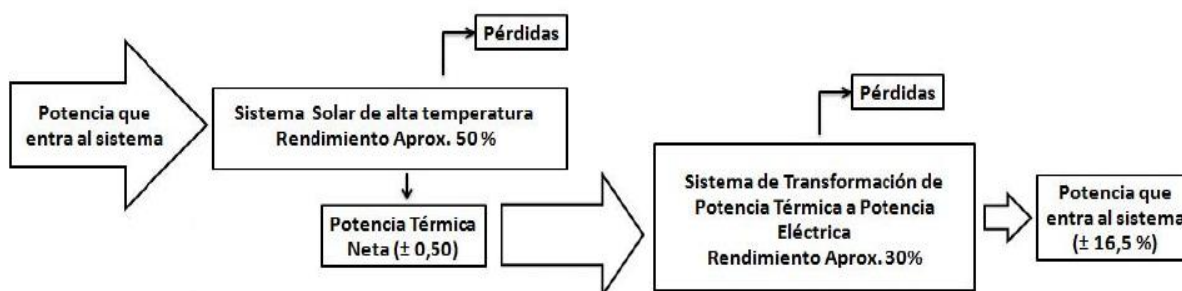 Pérdidas
Potencia que
entra al sistema
Sistema Solar de alta temperatura
Rendimiento Aprox. 50 %
Potencia Térmica
Neta (± 0,50)
Pérdidas
Sistema de Transformación de
Potencia Térmica a Potencia
Eléctrica
Rendimiento Aprox. 30%
Potencia que
entra al sistema
(± 16,5 %)